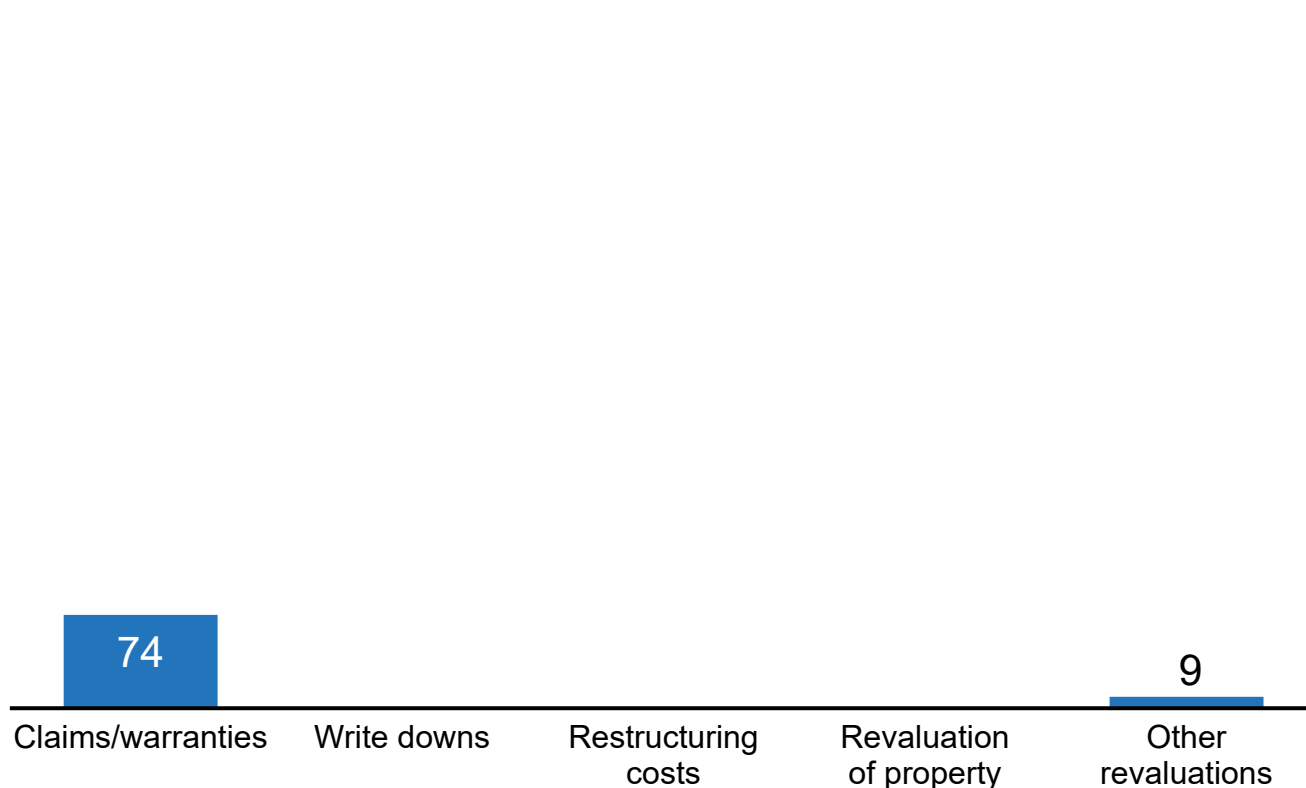 74
9
Claims/warranties
Write downs
Restructuring
costs
Revaluation
of property
Other
revaluations